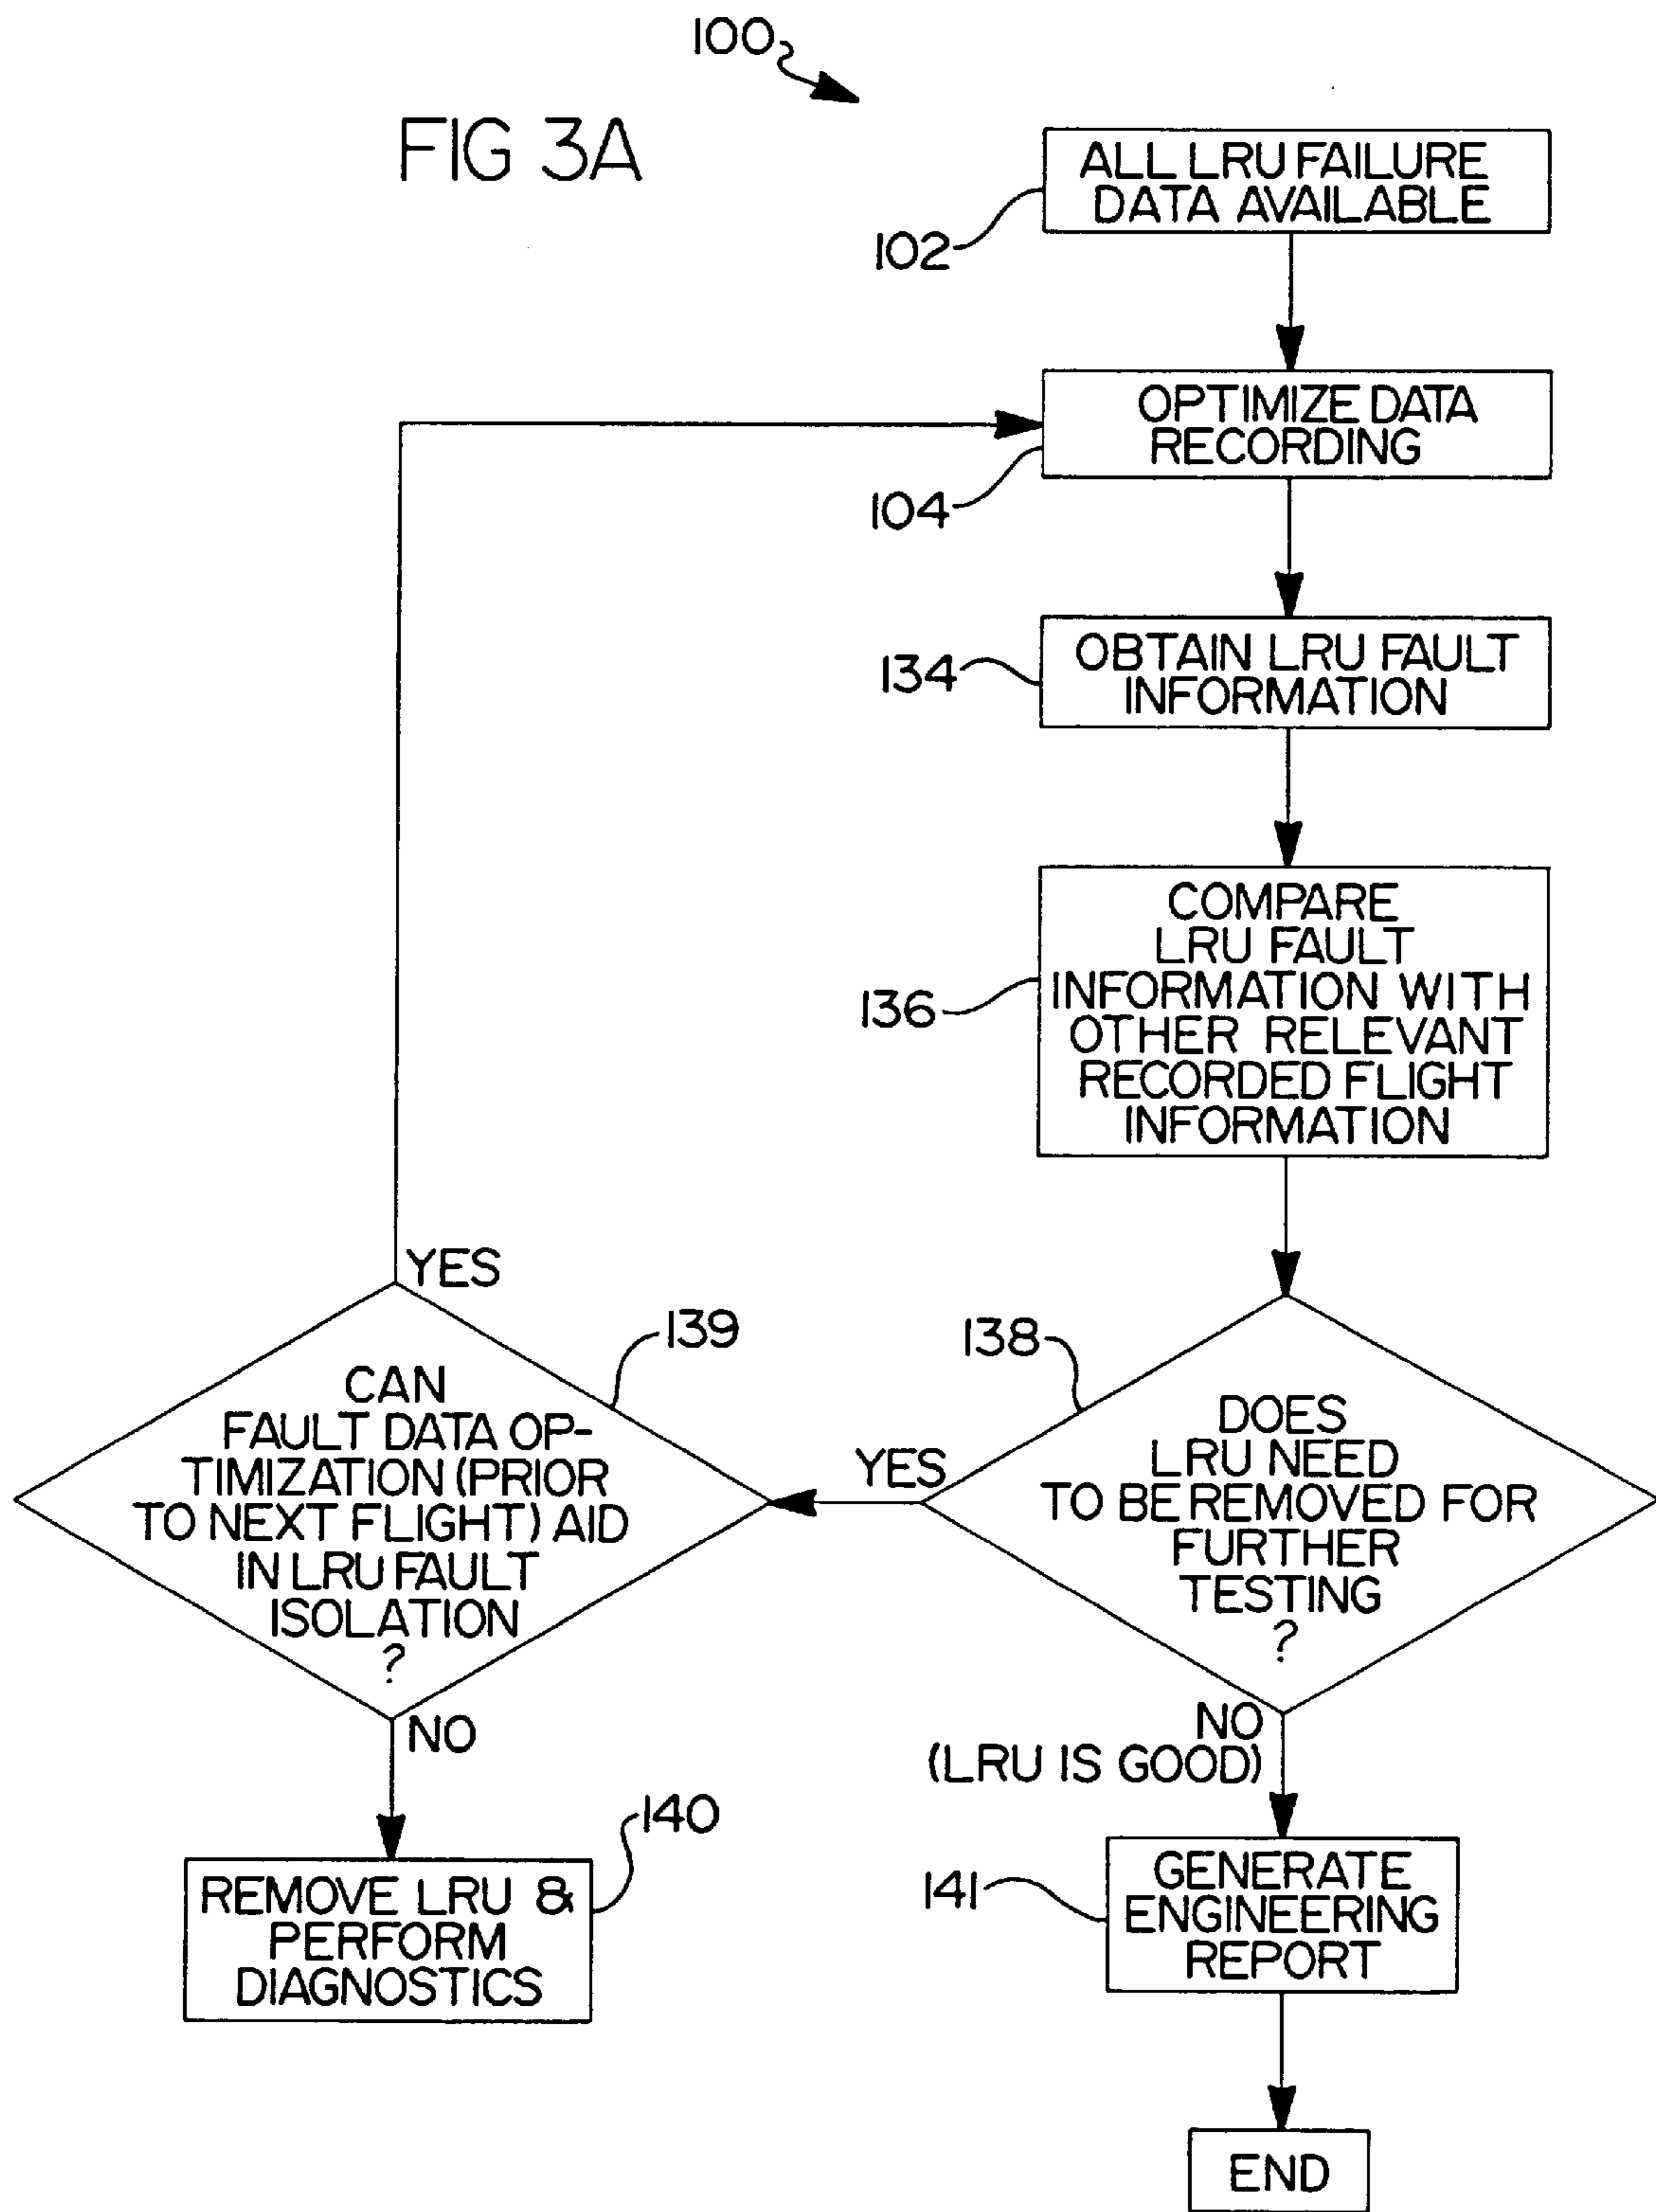 100
FIG 3A
ALL LRU FAILURE
DATA AVAILABLE
102
OPTIMIZE DATA
RECORDING
104
OBTAIN LRU FAULT
INFORMATION
134
COMPARE
LRU FAULT
INFORMATION WITH
OTHER RELEVANT
RECORDED FLIGHT
INFORMATION
136
DOES
LRU NEED
TO BE REMOVED FOR
FURTHER
TESTING
?
138
YES
NO
(LRU IS GOOD)
CAN
FAULT DATA OP-
TIMIZATION (PRIOR
TO NEXT FLIGHT) AID
IN LRU FAULT
ISOLATION
?
139
YES
NO
REMOVE LRU &
PERFORM
DIAGNOSTICS
140
GENERATE
ENGINEERING
REPORT
141
END